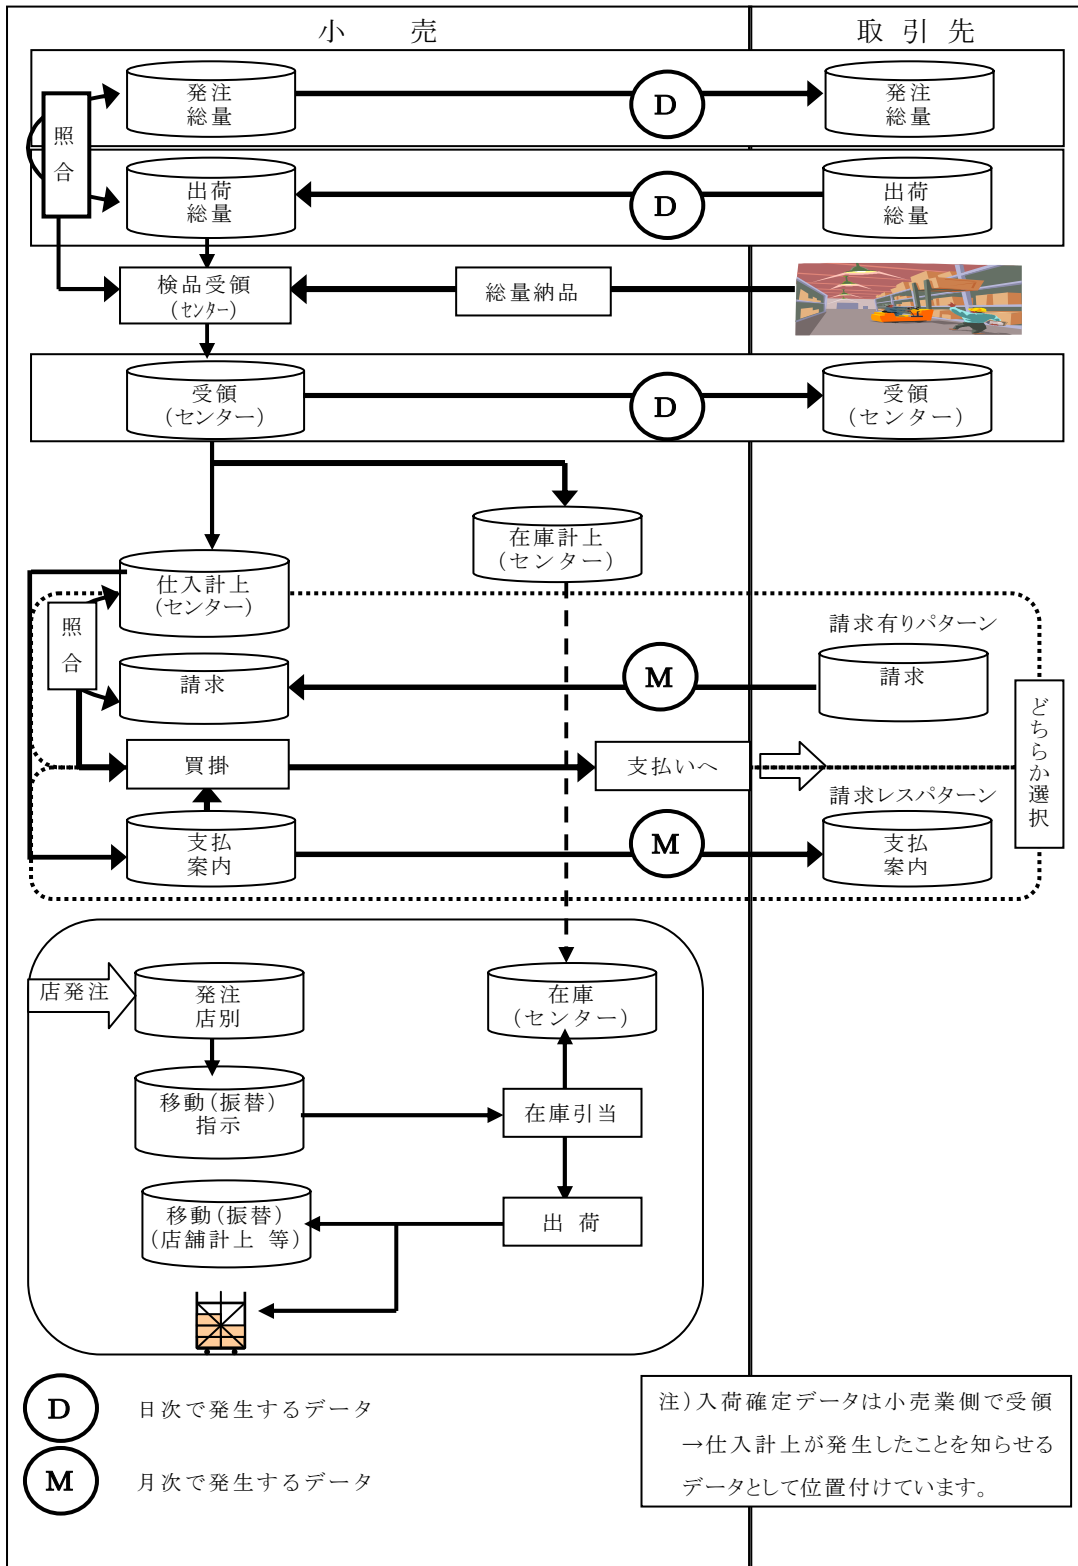 小 売
取 引 先
発注
総量
D
発注
総量
照
合
出荷
総量
D
出荷
総量
検品受領
(センター)
総量納品
受領
(センター)
D
受領
(センター)
在庫計上
(センター)
仕入計上
(センター)
照
合
請求有りパターン
請求
M
請求
どちらか選択
買掛
支払いへ
請求レスパターン
支払
案内
M
支払
案内
店発注
発注
店別
在庫
(センター)
移動(振替)
指示
在庫引当
移動(振替)
(店舗計上 等)
出 荷
D
日次で発生するデータ
M
月次で発生するデータ
注)入荷確定データは小売業側で受領
→仕入計上が発生したことを知らせる
データとして位置付けています。